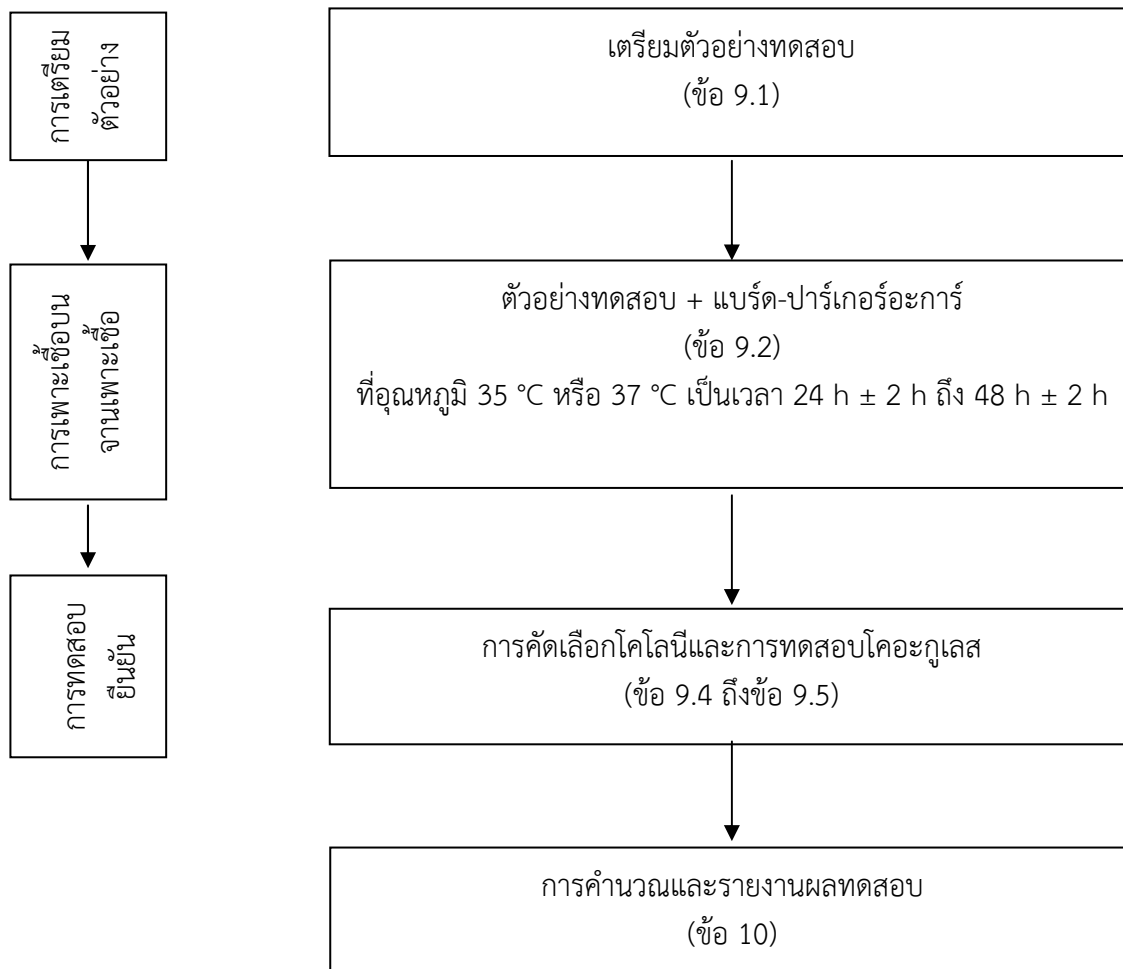 การเตรียม
ตัวอย่าง
เตรียมตัวอย่างทดสอบ
(ข้อ 9.1)
การเพาะเชื้อบน
จานเพาะเชื้อ
ตัวอย่างทดสอบ + แบร์ด-ปาร์เกอร์อะการ์
(ข้อ 9.2)
ที่อุณหภูมิ 35 °C หรือ 37 °C เป็นเวลา 24 h ± 2 h ถึง 48 h ± 2 h
การทดสอบ
ยืนยัน
การคัดเลือกโคโลนีและการทดสอบโคอะกูเลส
(ข้อ 9.4 ถึงข้อ 9.5)
การคำนวณและรายงานผลทดสอบ
(ข้อ 10)